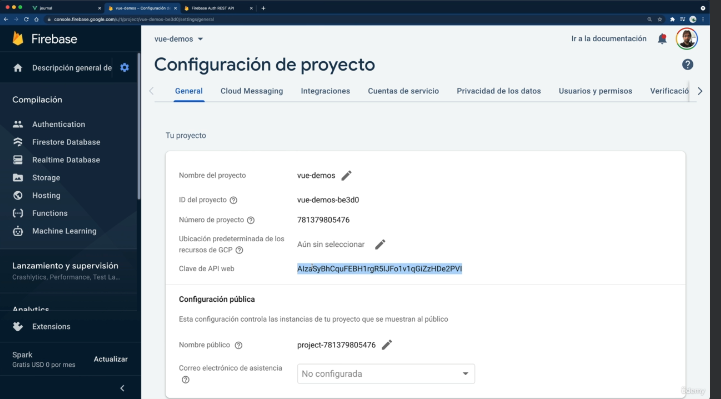 journal
vue-demos – Configuración de
Firebase Auth REST API
console.firebase.google.com/u/0/project/vue-demos-be3d0/settings/general
Firebase
vue-demos
Ir a la documentación
Descripción general de
Configuración de proyecto
General
Cloud Messaging
Integraciones
Cuentas de servicio
Privacidad de los datos
Usuarios y permisos
Verificació
Compilación
Authentication
Firestore Database
Realtime Database
Storage
Hosting
Functions
Machine Learning
Lanzamiento y supervisión
Crashlytics, Performance, Test La...
Analytics
Extensions
Spark
Gratis USD 0 por mes
Actualizar
Tu proyecto
Nombre del proyecto
vue-demos
ID del proyecto
vue-demos-be3d0
Número de proyecto
781379805476
Ubicación predeterminada de los
recursos de GCP
Aún sin seleccionar
Clave de API web
Configuración pública
Esta configuración controla las instancias de tu proyecto que se muestran al público
Nombre público
project-781379805476
Correo electrónico de asistencia
No configurada
Udemy